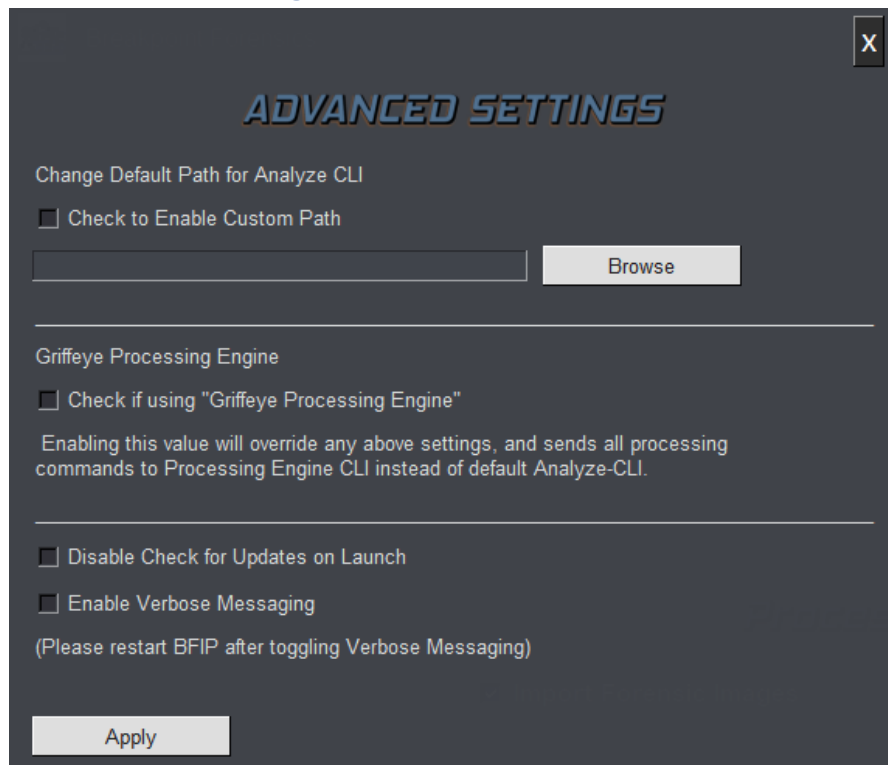 X
ADVANCED SETTINGS
Change Default Path for Analyze CLI
Check to Enable Custom Path
Browse
Griffeye Processing Engine
Check if using "Griffeye Processing Engine"
Enabling this value will override any above settings, and sends all processing
commands to Processing Engine CLI instead of default Analyze-CLI.
Disable Check for Updates on Launch
Enable Verbose Messaging
(Please restart BFIP after toggling Verbose Messaging)
Apply